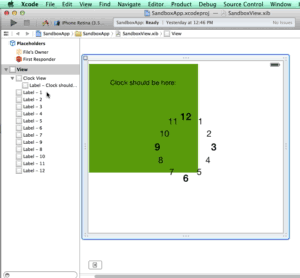 Xcode File Edit View Find Navigate Editor Product Debug Source Control Window
SandboxApp.xcodeproj — SandboxView.xib
iPhone Retina (3.5...
SandboxApp: Ready | Yesterday at 12:46 PM
No Issues
SandboxApp SandboxApp SandboxView.xib View
Placeholders
File's Owner
First Responder
View
Clock View
Label - Clock should...
Label - 1
Label - 2
Label - 3
Label - 4
Label - 6
Label - 7
Label - 5
Label - 9
Label - 8
Label - 10
Label - 11
Label - 12
Clock should be here:
11 12 1
10 2
9 3
8 4
7 6 5